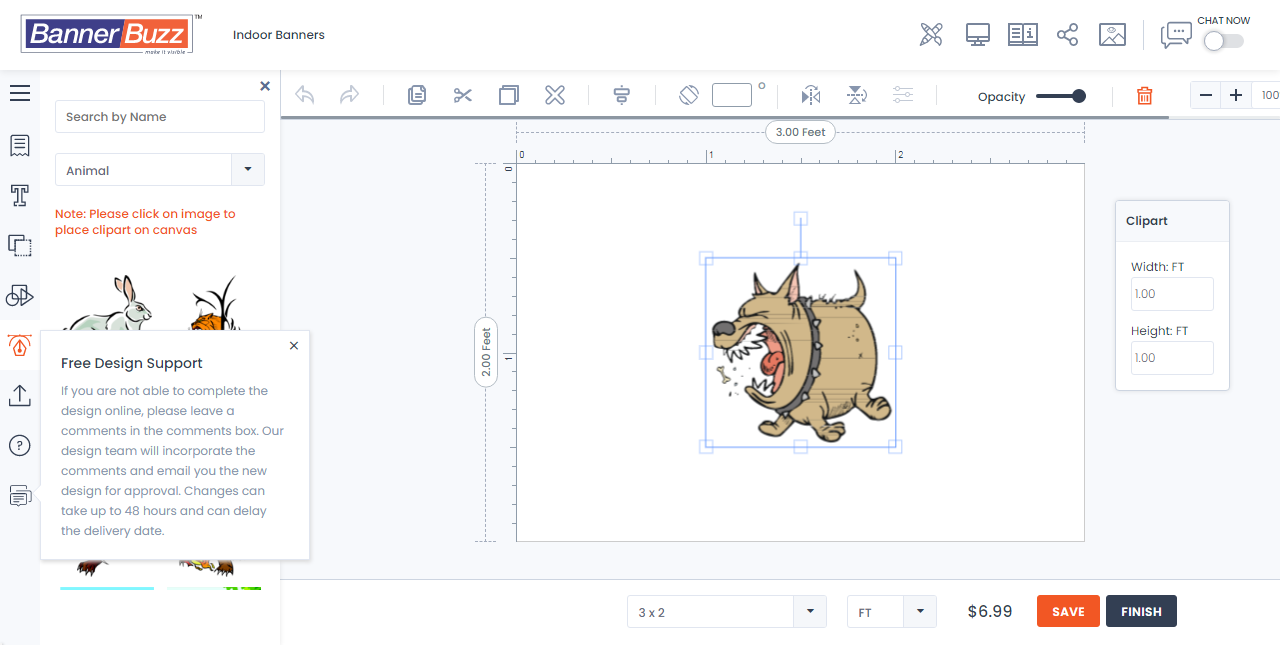 Banner Buzz ™
make it visible
Indoor Banners
CHAT NOW
Search by Name
Animal
Note: Please click on image to
place clipart on canvas
Free Design Support
If you are not able to complete the
design online, please leave a
comments in the comments box. Our
design team will incorporate the
comments and email you the new
design for approval. Changes can
take up to 48 hours and can delay
the delivery date.
Opacity
100
3.00 Feet
0
1
2
0
1
2.00 Feet
Clipart
Width: FT
1.00
Height: FT
1.00
3 x 2
FT
$6.99
SAVE
FINISH